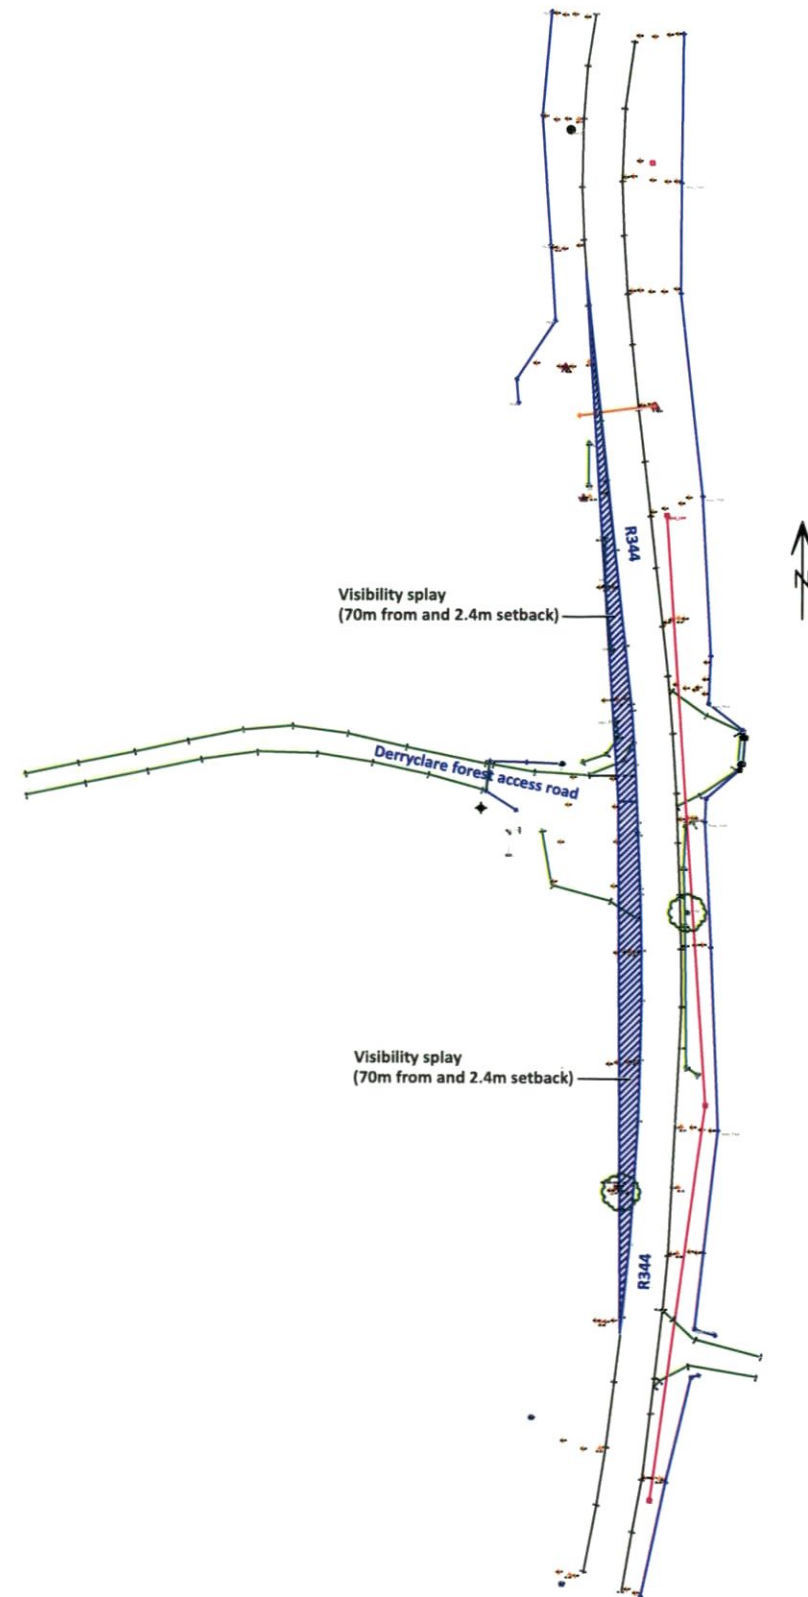 R344
Visibility splay
(70m from and 2.4m setback)
N
Derryclare forest access road
Visibility splay
(70m from and 2.4m setback)
R344